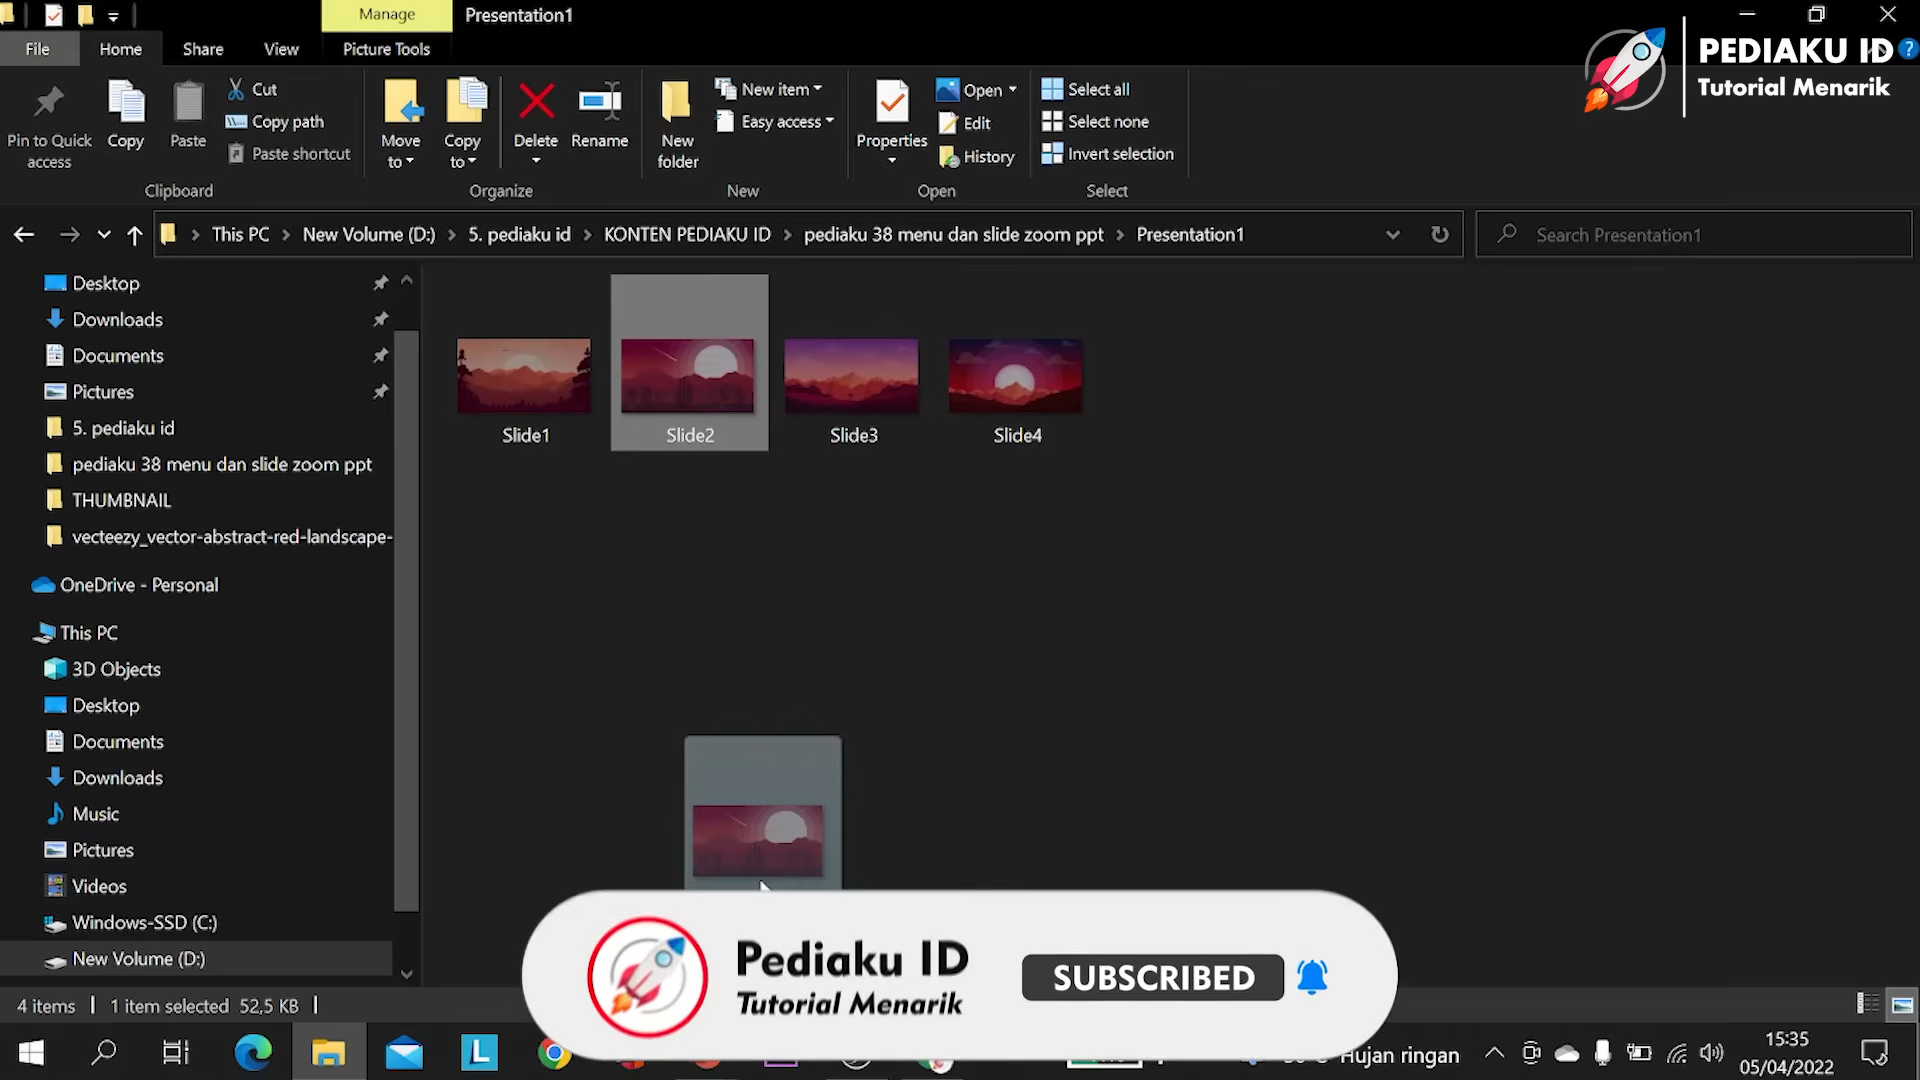 Manage
Presentation1
File
Home
Share
View
Picture Tools
PEDIAKU ID
Tutorial Menarik
Pin to Quick access
Copy
Paste
Cut
Copy path
Paste shortcut
Move to
Copy to
Delete
Rename
New folder
New item
Easy access
Properties
Open
Edit
History
Select all
Select none
Invert selection
Clipboard
Organize
New
Open
Select
This PC
New Volume (D:)
5. pediaku id
KONTEN PEDIAKU ID
pediaku 38 menu dan slide zoom ppt
Presentation1
Search Presentation1
Desktop
Downloads
Documents
Pictures
5. pediaku id
pediaku 38 menu dan slide zoom ppt
THUMBNAIL
vecteezy_vector-abstract-red-landscape-
OneDrive - Personal
This PC
3D Objects
Desktop
Documents
Downloads
Music
Pictures
Videos
Windows-SSD (C:)
New Volume (D:)
Slide1
Slide2
Slide3
Slide4
Pediaku ID
Tutorial Menarik
SUBSCRIBED
4 items
1 item selected 52,5 KB
L
Hujan ringan
15:35
05/04/2022